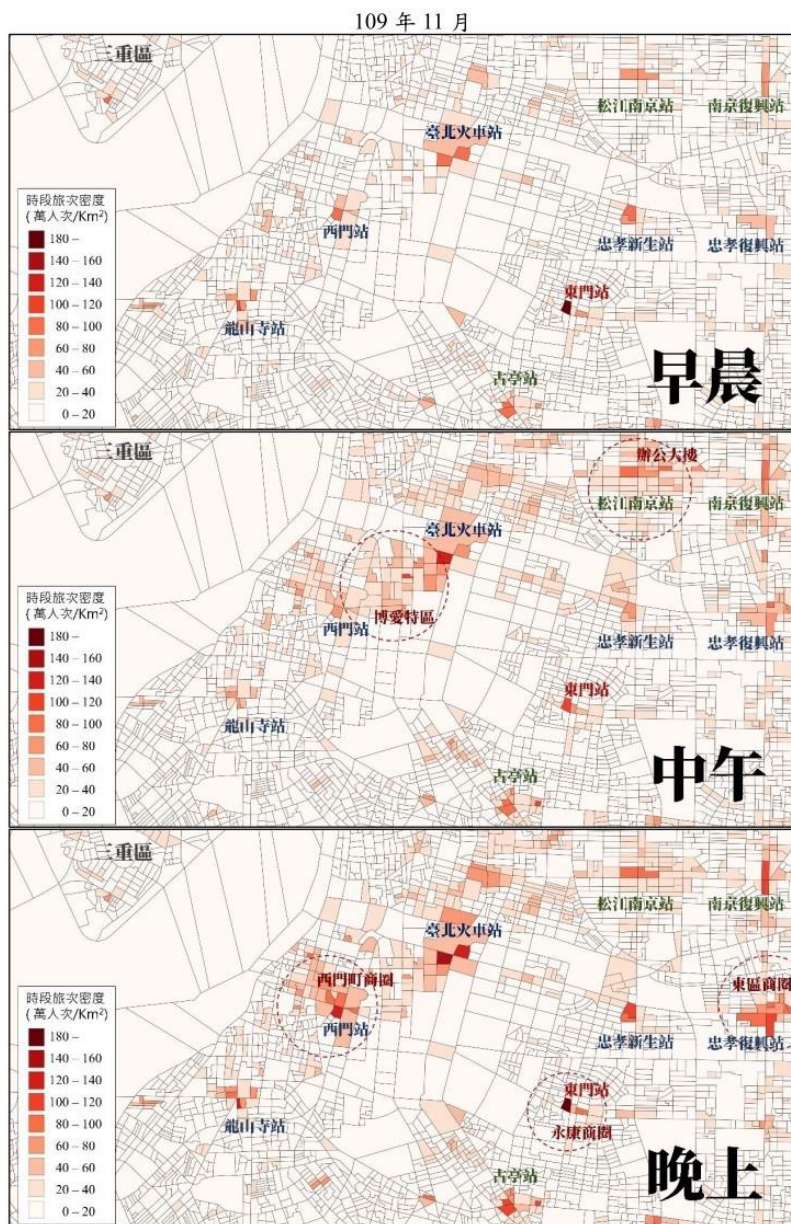 109 年 11 月
三重區
松江南京站
南京復興站
臺北火車站
時段旅次密度
(萬人次/Km²)
180 –
140 – 160
120 – 140
100 – 120
80 – 100
60 – 80
40 – 60
20 – 40
0 – 20
西門站
忠孝新生站
忠孝復興站
東門站
龍山寺站
古亭站
早晨
三重區
辦公大樓
松江南京站
南京復興站
臺北火車站
時段旅次密度
(萬人次/Km²)
180 –
140 – 160
120 – 140
100 – 120
80 – 100
60 – 80
40 – 60
20 – 40
0 – 20
博愛特區
西門站
忠孝新生站
忠孝復興站
東門站
龍山寺站
古亭站
中午
三重區
松江南京站
南京復興站
臺北火車站
西門町商圈
東區商圈
時段旅次密度
(萬人次/Km²)
180 –
140 – 160
120 – 140
100 – 120
80 – 100
60 – 80
40 – 60
20 – 40
0 – 20
西門站
忠孝新生站
忠孝復興站
東門站
永康商圈
龍山寺站
古亭站
晚上